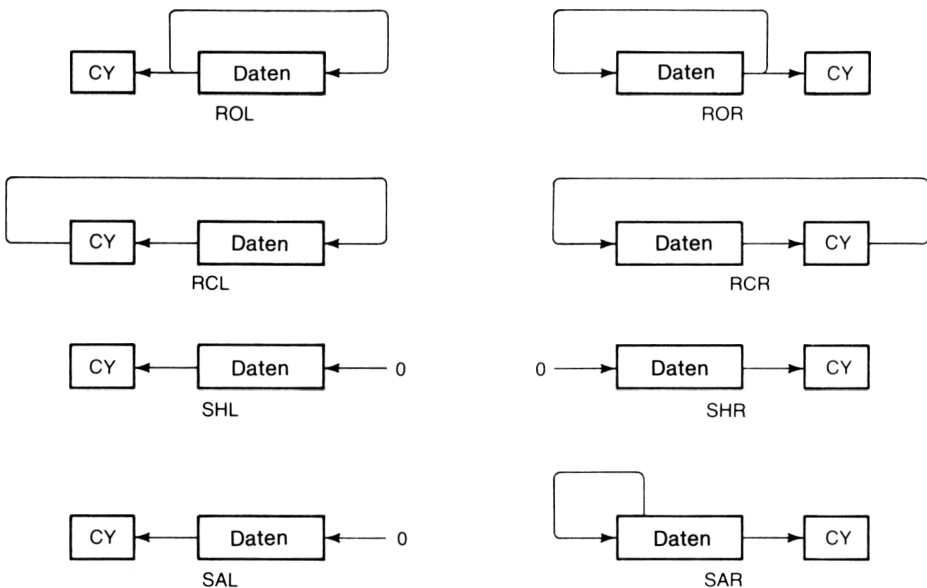 CY Daten Daten CY
ROL ROR
CY Daten Daten CY
RCL RCR
CY Daten 0 0 Daten CY
SHL SHR
CY Daten 0 Daten CY
SAL SAR